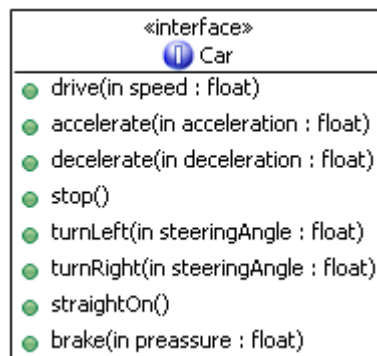 «interface»
I Car
drive(in speed : float)
accelerate(in acceleration : float)
decelerate(in deceleration : float)
stop()
turnLeft(in steeringAngle : float)
turnRight(in steeringAngle : float)
straightOn()
brake(in preassure : float)